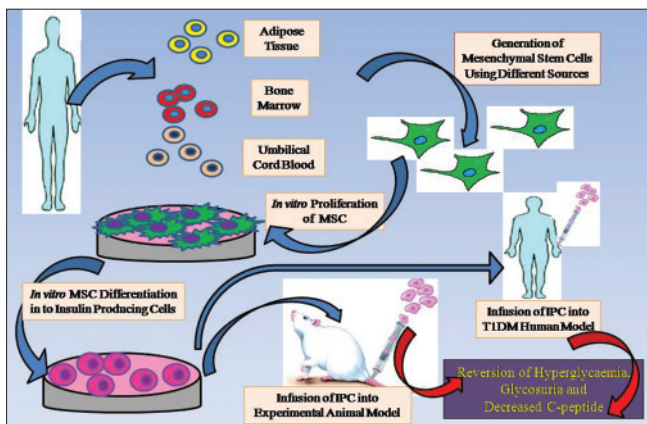 Adipose
Tissue
Generation of
Mesenchymal Stem Cells
Using Different Sources
Bone
Marrow
Umbilical
Cord Blood
In vitro Proliferation
of MSC
In vitro MSC Differentiation
in to Insulin Producing Cells
Infusion of IPC into
T1DM Human Model
Infusion of IPC into
Experimental Animal Model
Reversion of Hyperglycaemia,
Glycosuria and
Decreased C-peptide